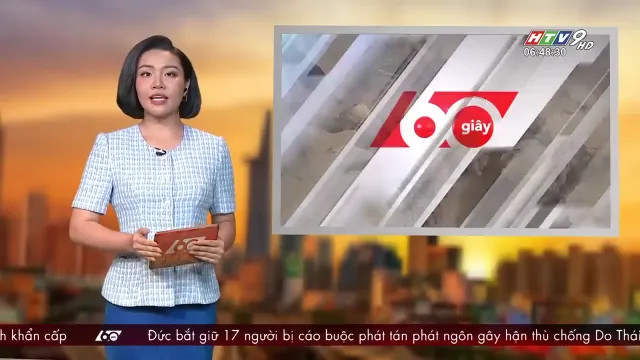 HTV9 HD
06:48:30
60 giây
h khẩn cấp 60 Đức bắt giữ 17 người bị cáo buộc phát tán phát ngôn gây hận thù chống Do Thái